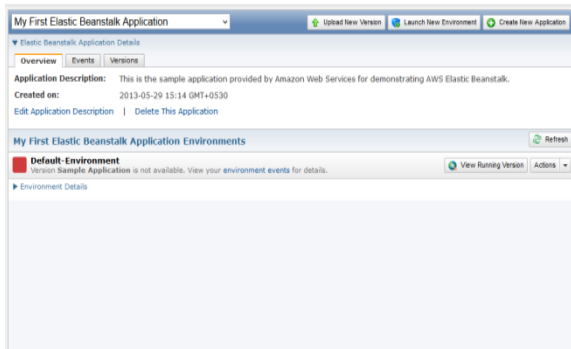 My First Elastic Beanstalk Application Upload New Version Launch New Environment Create New Application
Elastic Beanstalk Application Details
Overview Events Versions
Application Description: This is the sample application provided by Amazon Web Services for demonstrating AWS Elastic Beanstalk.
Created on: 2013-05-29 15:14 GMT+0530
Edit Application Description | Delete This Application
My First Elastic Beanstalk Application Environments Refresh
Default-Environment
Version Sample Application is not available. View your environment events for details. View Running Version Actions
Environment Details